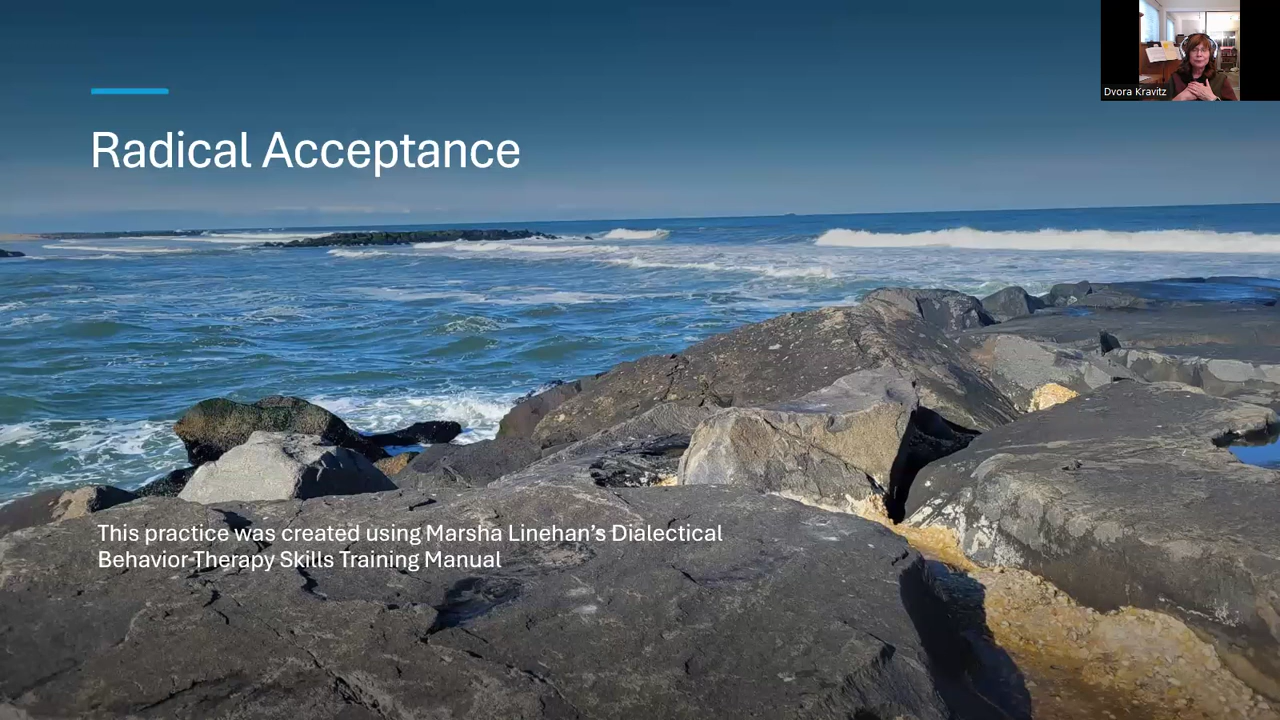 Dvora Kravitz
Radical Acceptance
This practice was created using Marsha Linehan’s Dialectical
Behavior Therapy Skills Training Manual